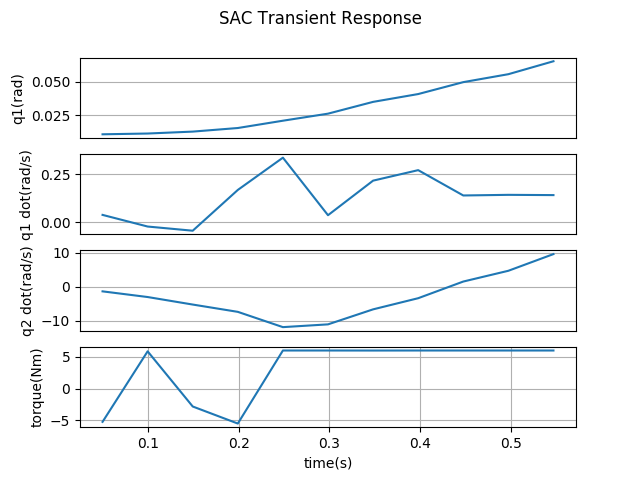 SAC Transient Response
q1(rad)
0.050
0.025
q1 dot(rad/s)
0.25
0.00
q2 dot(rad/s)
10
0
−10
torque(Nm)
5
0
−5
0.1 0.2 0.3 0.4 0.5
time(s)